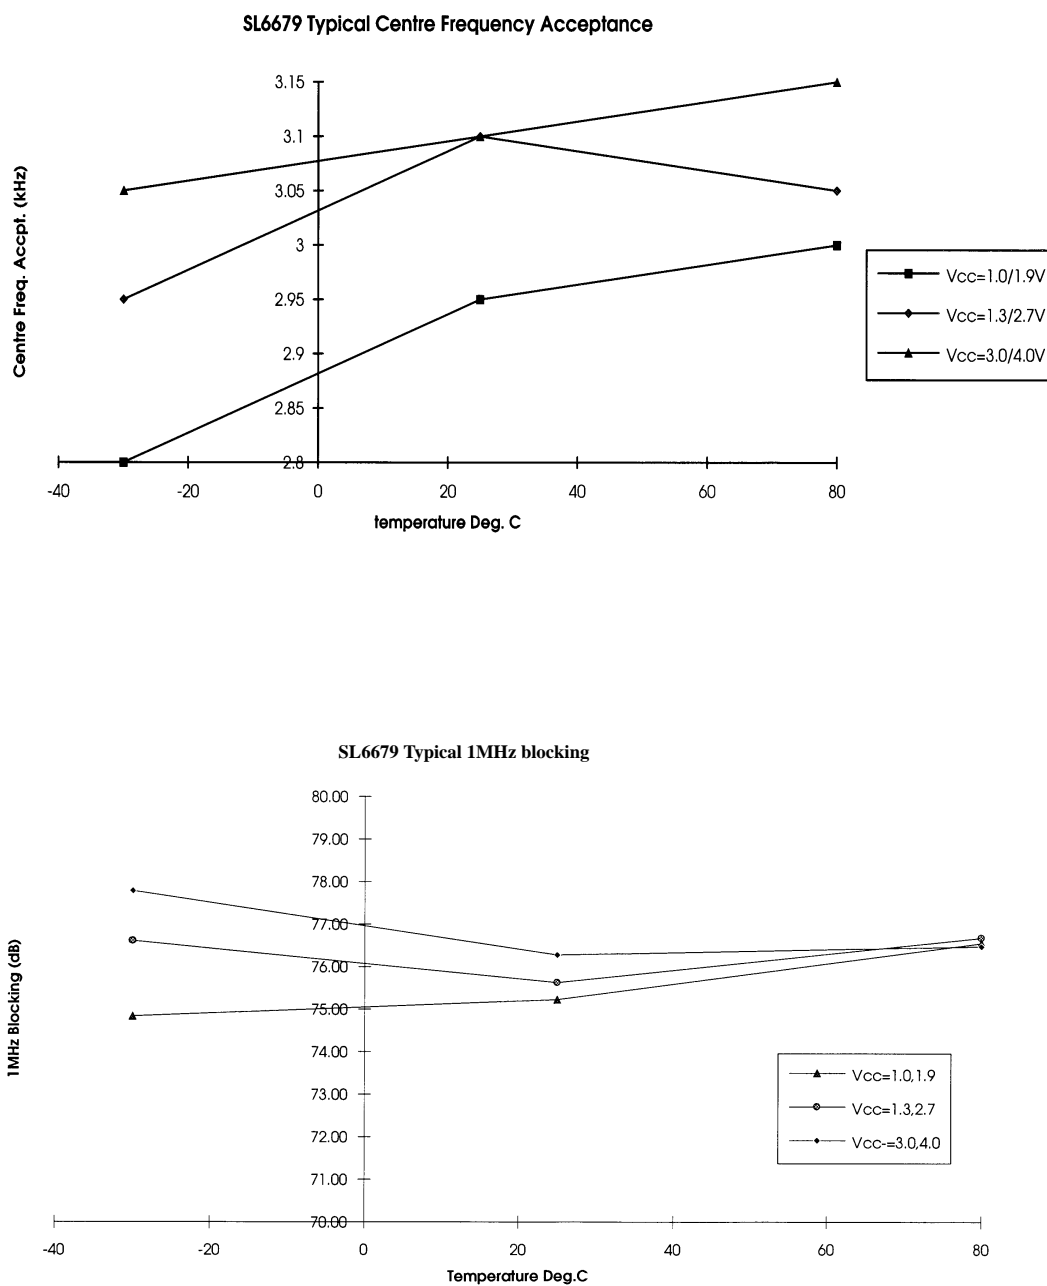 SL6679 Typical Centre Frequency Acceptance
3.15
3.1
3.05
3
2.95
2.9
2.85
2.8
Centre Freq. Accpt. (kHz)
-40
-20
0
20
40
60
80
temperature Deg. C
Vcc=1.0/1.9V
Vcc=1.3/2.7V
Vcc=3.0/4.0V
SL6679 Typical 1MHz blocking
80.00
79.00
78.00
77.00
76.00
75.00
74.00
73.00
72.00
71.00
70.00
1MHz Blocking (dB)
-40
-20
0
20
40
60
80
Temperature Deg.C
Vcc=1.0,1.9
Vcc=1.3,2.7
Vcc-=3.0,4.0